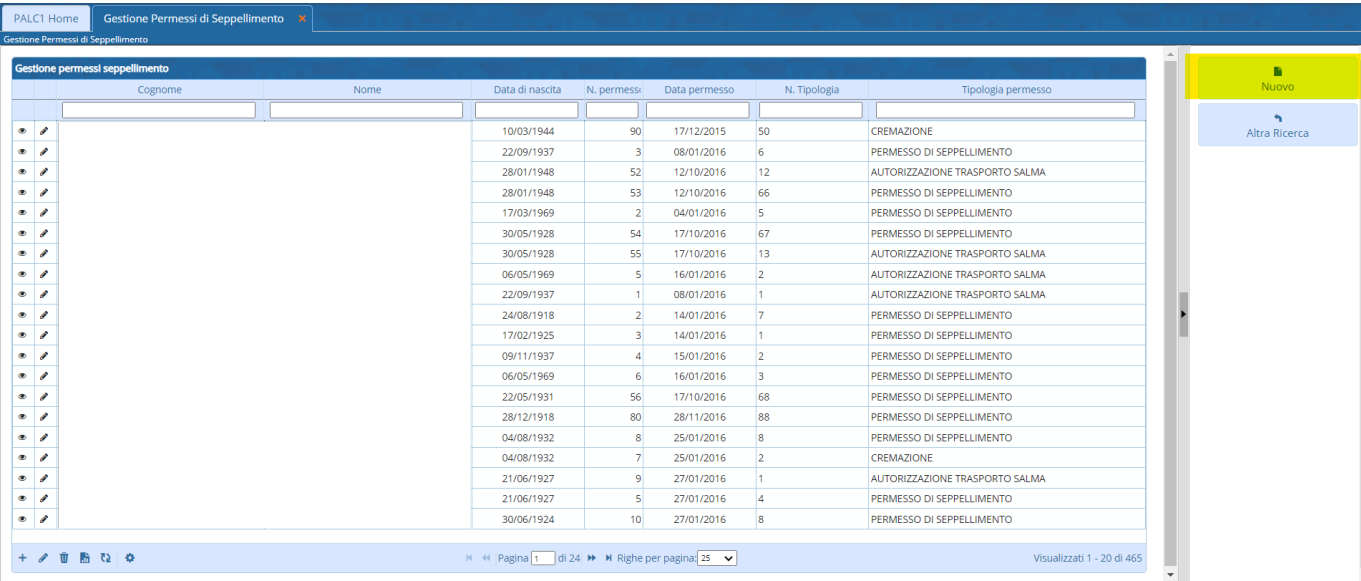 PALC1 Home Gestione Permessi di Seppellimento ×
Gestione Permessi di Seppellimento
Gestione permessi seppellimento
Cognome Nome Data di nascita N. permesso Data permesso N. Tipologia Tipologia permesso
10/03/1944 90 17/12/2015 50 CREMAZIONE
22/09/1937 3 08/01/2016 6 PERMESSO DI SEPPELLIMENTO
28/01/1948 52 12/10/2016 12 AUTORIZZAZIONE TRASPORTO SALMA
28/01/1948 53 12/10/2016 66 PERMESSO DI SEPPELLIMENTO
17/03/1969 2 04/01/2016 5 PERMESSO DI SEPPELLIMENTO
30/05/1928 54 17/10/2016 67 PERMESSO DI SEPPELLIMENTO
30/05/1928 55 17/10/2016 13 AUTORIZZAZIONE TRASPORTO SALMA
06/05/1969 5 16/01/2016 2 AUTORIZZAZIONE TRASPORTO SALMA
22/09/1937 1 08/01/2016 1 AUTORIZZAZIONE TRASPORTO SALMA
24/08/1918 2 14/01/2016 7 PERMESSO DI SEPPELLIMENTO
17/02/1925 3 14/01/2016 1 PERMESSO DI SEPPELLIMENTO
09/11/1937 4 15/01/2016 2 PERMESSO DI SEPPELLIMENTO
06/05/1969 6 16/01/2016 3 PERMESSO DI SEPPELLIMENTO
22/05/1931 56 17/10/2016 68 PERMESSO DI SEPPELLIMENTO
28/12/1918 80 28/11/2016 88 PERMESSO DI SEPPELLIMENTO
04/08/1932 8 25/01/2016 8 PERMESSO DI SEPPELLIMENTO
04/08/1932 7 25/01/2016 2 CREMAZIONE
21/06/1927 9 27/01/2016 1 AUTORIZZAZIONE TRASPORTO SALMA
21/06/1927 5 27/01/2016 4 PERMESSO DI SEPPELLIMENTO
30/06/1924 10 27/01/2016 8 PERMESSO DI SEPPELLIMENTO
Pagina 1 di 24 Righe per pagina: 25 Visualizzati 1 - 20 di 465
Nuovo
Altra Ricerca